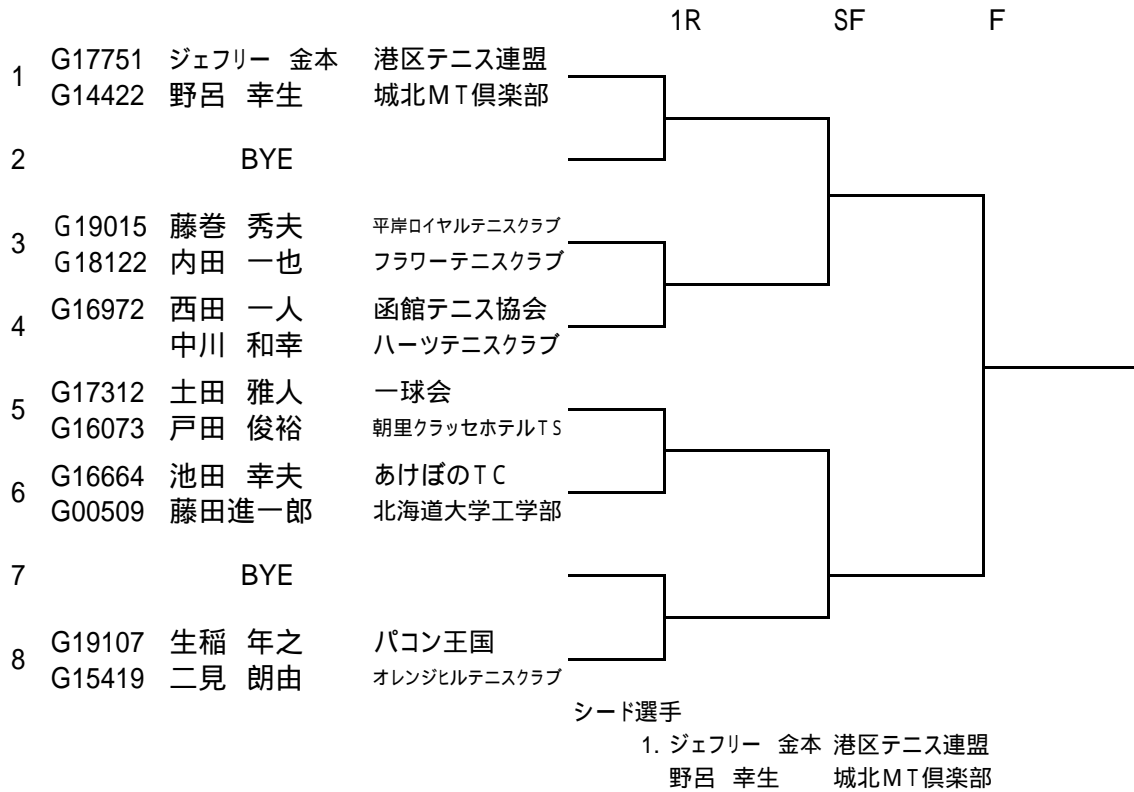 1R SF F
1 G17751 ジェフリー 金本 港区テニス連盟
G14422 野呂 幸生 城北MT倶楽部
2 BYE
3 G19015 藤巻 秀夫 平岸ロイヤルテニスクラブ
G18122 内田 一也 フラワーテニスクラブ
4 G16972 西田 一人 函館テニス協会
中川 和幸 ハーツテニスクラブ
5 G17312 土田 雅人 一球会
G16073 戸田 俊裕 朝里クラッセホテルTS
6 G16664 池田 幸夫 あけぼのTC
G00509 藤田進一郎 北海道大学工学部
7 BYE
8 G19107 生稲 年之 パコン王国
G15419 二見 朗由 オレンジヒルテニスクラブ
シード選手
1. ジェフリー 金本 港区テニス連盟
野呂 幸生 城北MT倶楽部